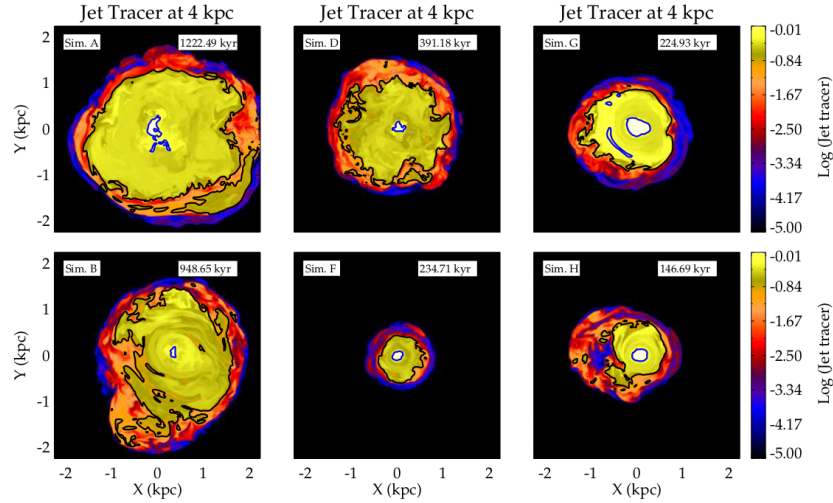 Jet Tracer at 4 kpc Jet Tracer at 4 kpc Jet Tracer at 4 kpc
Sim. A 1222.49 kyr Sim. D 391.18 kyr Sim. G 224.93 kyr
2
1
0
-1
-2
Y (kpc)
-0.01
-0.84
-1.67
-2.50
-3.34
-4.17
-5.00
Log (Jet tracer)
Sim. B 948.65 kyr Sim. F 234.71 kyr Sim. H 146.69 kyr
2
1
0
-1
-2
Y (kpc)
-0.01
-0.84
-1.67
-2.50
-3.34
-4.17
-5.00
Log (Jet tracer)
-2 -1 0 1 2 -2 -1 0 1 2 -2 -1 0 1 2
X (kpc) X (kpc) X (kpc)